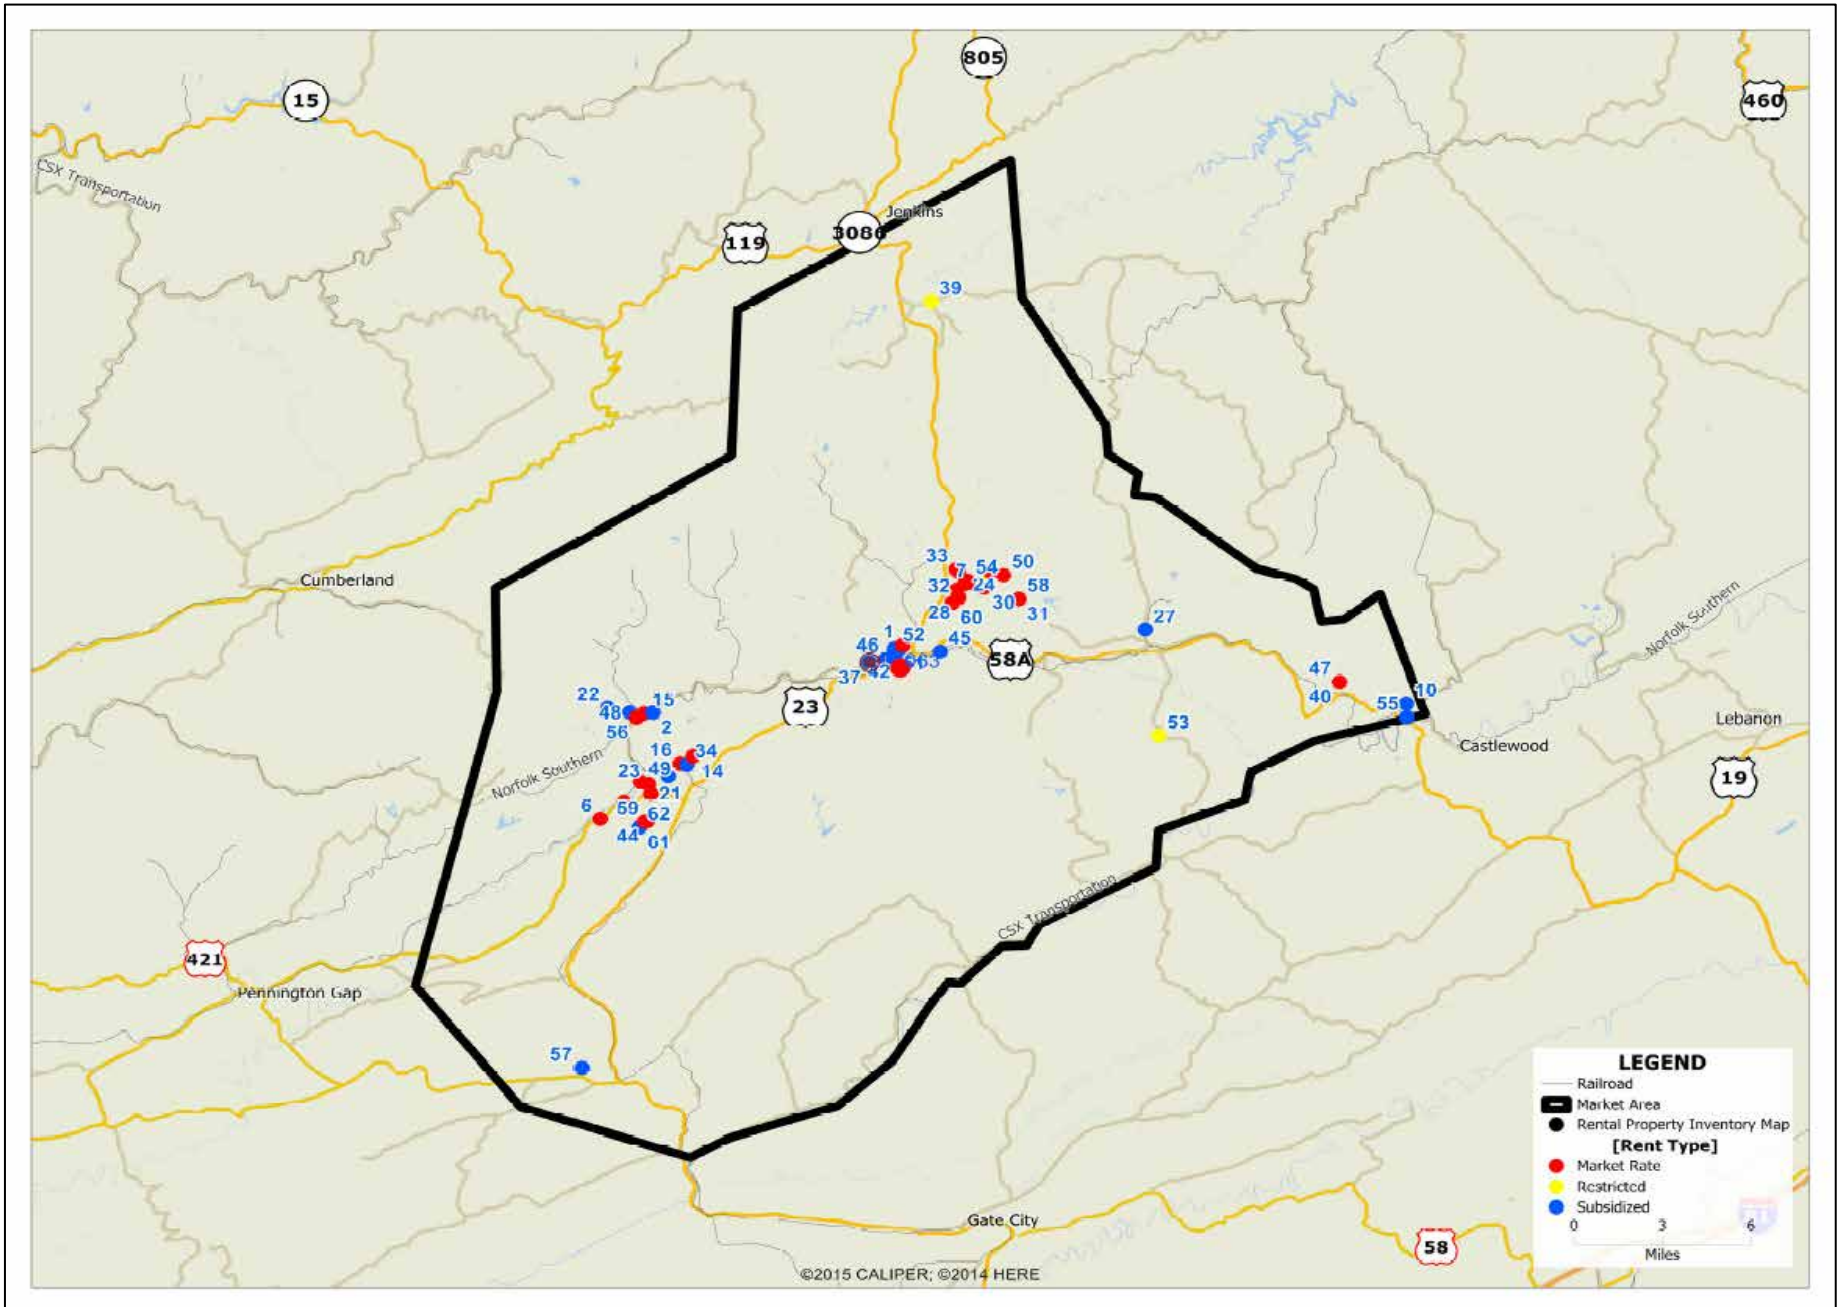 805
15
460
CSX Transportation
Jenkins
3086
119
39
Cumberland
33
7
54
50
32
24
58
28
60
30
31
27
Norfolk Southern
1
52
45
46
63
37
42
58A
47
40
10
55
Lebanon
Castlewood
22
15
48
56
2
23
53
16
34
49
14
Norfolk Southern
23
21
19
6
59
62
44
61
CSX Transportation
421
Pennington Gap
57
LEGEND
Railroad
Market Area
Rental Property Inventory Map
[Rent Type]
Market Rate
Restricted
Subsidized
0 3 6
Miles
Gate City
58
©2015 CALIPER; ©2014 HERE